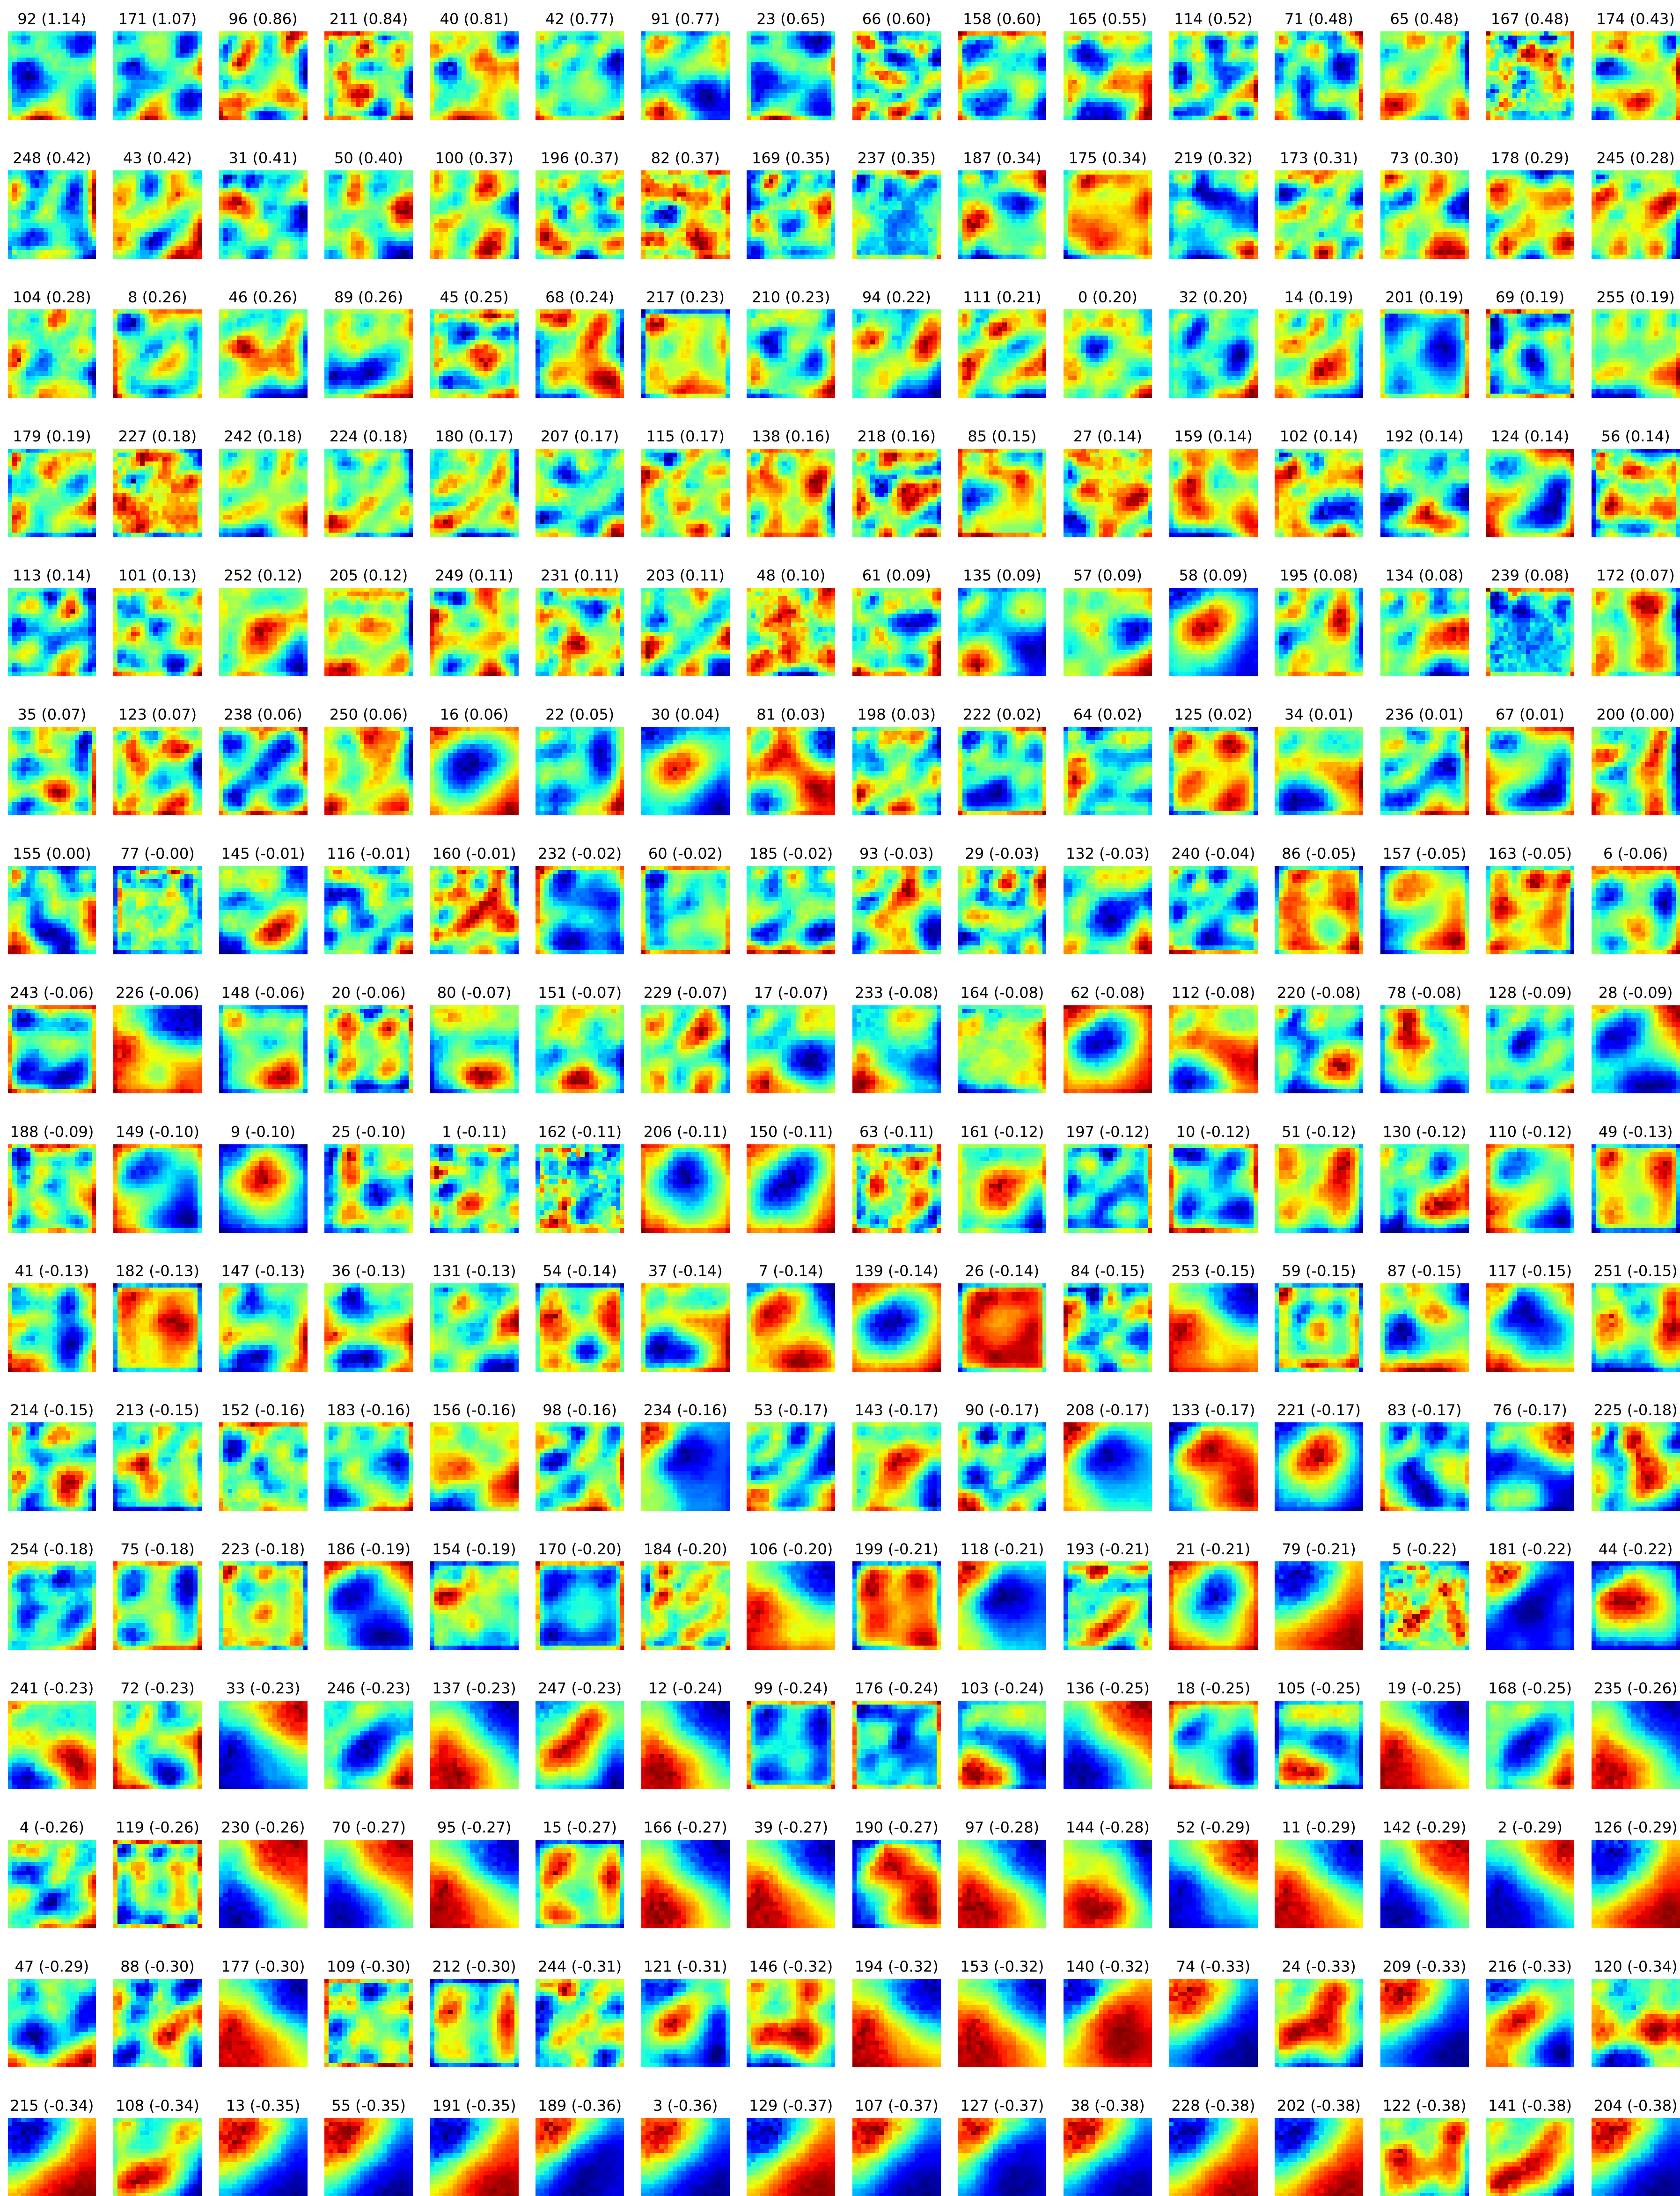 92 (1.14) 171 (1.07) 96 (0.86) 211 (0.84) 40 (0.81) 42 (0.77) 91 (0.77) 23 (0.65) 66 (0.60) 158 (0.60) 165 (0.55) 114 (0.52) 71 (0.48) 65 (0.48) 167 (0.48) 174 (0.43)
248 (0.42) 43 (0.42) 31 (0.41) 50 (0.40) 100 (0.37) 196 (0.37) 82 (0.37) 169 (0.35) 237 (0.35) 187 (0.34) 175 (0.34) 219 (0.32) 173 (0.31) 73 (0.30) 178 (0.29) 245 (0.28)
104 (0.28) 8 (0.26) 46 (0.26) 89 (0.26) 45 (0.25) 68 (0.24) 217 (0.23) 210 (0.23) 94 (0.22) 111 (0.21) 0 (0.20) 32 (0.20) 14 (0.19) 201 (0.19) 69 (0.19) 255 (0.19)
179 (0.19) 227 (0.18) 242 (0.18) 224 (0.18) 180 (0.17) 207 (0.17) 115 (0.17) 138 (0.16) 218 (0.16) 85 (0.15) 27 (0.14) 159 (0.14) 102 (0.14) 192 (0.14) 124 (0.14) 56 (0.14)
113 (0.14) 101 (0.13) 252 (0.12) 205 (0.12) 249 (0.11) 231 (0.11) 203 (0.11) 48 (0.10) 61 (0.09) 135 (0.09) 57 (0.09) 58 (0.09) 195 (0.08) 134 (0.08) 239 (0.08) 172 (0.07)
35 (0.07) 123 (0.07) 238 (0.06) 250 (0.06) 16 (0.06) 22 (0.05) 30 (0.04) 81 (0.03) 198 (0.03) 222 (0.02) 64 (0.02) 125 (0.02) 34 (0.01) 236 (0.01) 67 (0.01) 200 (0.00)
155 (0.00) 77 (-0.00) 145 (-0.01) 116 (-0.01) 160 (-0.01) 232 (-0.02) 60 (-0.02) 185 (-0.02) 93 (-0.03) 29 (-0.03) 132 (-0.03) 240 (-0.04) 86 (-0.05) 157 (-0.05) 163 (-0.05) 6 (-0.06)
243 (-0.06) 226 (-0.06) 148 (-0.06) 20 (-0.06) 80 (-0.07) 151 (-0.07) 229 (-0.07) 17 (-0.07) 233 (-0.08) 164 (-0.08) 62 (-0.08) 112 (-0.08) 220 (-0.08) 78 (-0.08) 128 (-0.09) 28 (-0.09)
188 (-0.09) 149 (-0.10) 9 (-0.10) 25 (-0.10) 1 (-0.11) 162 (-0.11) 206 (-0.11) 150 (-0.11) 63 (-0.11) 161 (-0.12) 197 (-0.12) 10 (-0.12) 51 (-0.12) 130 (-0.12) 110 (-0.12) 49 (-0.13)
41 (-0.13) 182 (-0.13) 147 (-0.13) 36 (-0.13) 131 (-0.13) 54 (-0.14) 37 (-0.14) 7 (-0.14) 139 (-0.14) 26 (-0.14) 84 (-0.15) 253 (-0.15) 59 (-0.15) 87 (-0.15) 117 (-0.15) 251 (-0.15)
214 (-0.15) 213 (-0.15) 152 (-0.16) 183 (-0.16) 156 (-0.16) 98 (-0.16) 234 (-0.16) 53 (-0.17) 143 (-0.17) 90 (-0.17) 208 (-0.17) 133 (-0.17) 221 (-0.17) 83 (-0.17) 76 (-0.17) 225 (-0.18)
254 (-0.18) 75 (-0.18) 223 (-0.18) 186 (-0.19) 154 (-0.19) 170 (-0.20) 184 (-0.20) 106 (-0.20) 199 (-0.21) 118 (-0.21) 193 (-0.21) 21 (-0.21) 79 (-0.21) 5 (-0.22) 181 (-0.22) 44 (-0.22)
241 (-0.23) 72 (-0.23) 33 (-0.23) 246 (-0.23) 137 (-0.23) 247 (-0.23) 12 (-0.24) 99 (-0.24) 176 (-0.24) 103 (-0.24) 136 (-0.25) 18 (-0.25) 105 (-0.25) 19 (-0.25) 168 (-0.25) 235 (-0.26)
4 (-0.26) 119 (-0.26) 230 (-0.26) 70 (-0.27) 95 (-0.27) 15 (-0.27) 166 (-0.27) 39 (-0.27) 190 (-0.27) 97 (-0.28) 144 (-0.28) 52 (-0.29) 11 (-0.29) 142 (-0.29) 2 (-0.29) 126 (-0.29)
47 (-0.29) 88 (-0.30) 177 (-0.30) 109 (-0.30) 212 (-0.30) 244 (-0.31) 121 (-0.31) 146 (-0.32) 194 (-0.32) 153 (-0.32) 140 (-0.32) 74 (-0.33) 24 (-0.33) 209 (-0.33) 216 (-0.33) 120 (-0.34)
215 (-0.34) 108 (-0.34) 13 (-0.35) 55 (-0.35) 191 (-0.35) 189 (-0.36) 3 (-0.36) 129 (-0.37) 107 (-0.37) 127 (-0.37) 38 (-0.38) 228 (-0.38) 202 (-0.38) 122 (-0.38) 141 (-0.38) 204 (-0.38)